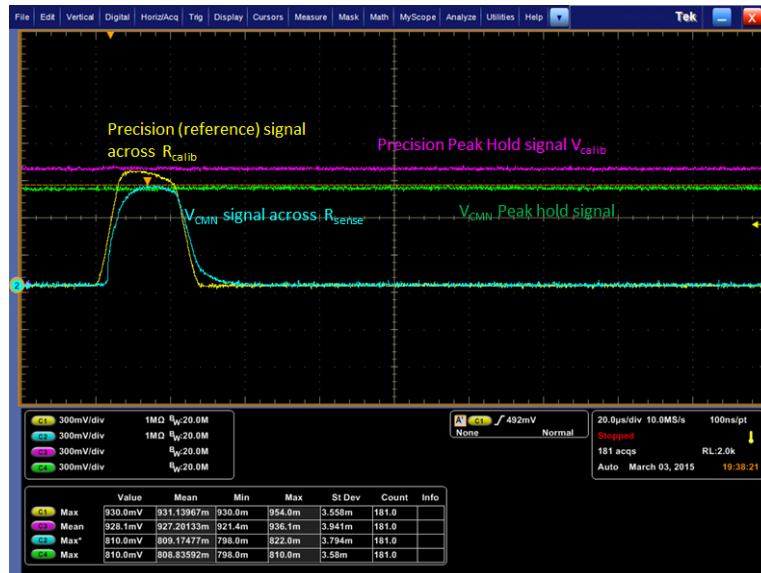 File Edit Vertical Digital Horiz/Acq Trig Display Cursors Measure Mask Math MyScope Analyze Utilities Help Tek X
Precision (reference) signal
across Rcalib
Precision Peak Hold signal Vcalib
VCMN signal across Rsense
VCMN Peak hold signal
2
C1 300mV/div 1MΩ BW:20.0M
C2 300mV/div 1MΩ BW:20.0M
C3 300mV/div BW:20.0M
C4 300mV/div BW:20.0M
A' C1 492mV
None Normal
20.0µs/div 10.0MS/s 100ns/pt
Stopped
181 acqs RL:2.0k
Auto March 03, 2015 19:38:21
Value Mean Min Max St Dev Count Info
C1 Max 930.0mV 931.13967m 930.0m 954.0m 3.558m 181.0
C3 Mean 928.1mV 927.20133m 921.4m 936.1m 3.941m 181.0
C2 Max* 810.0mV 809.17477m 798.0m 822.0m 3.794m 181.0
C4 Max 810.0mV 808.83592m 798.0m 810.0m 3.58m 181.0